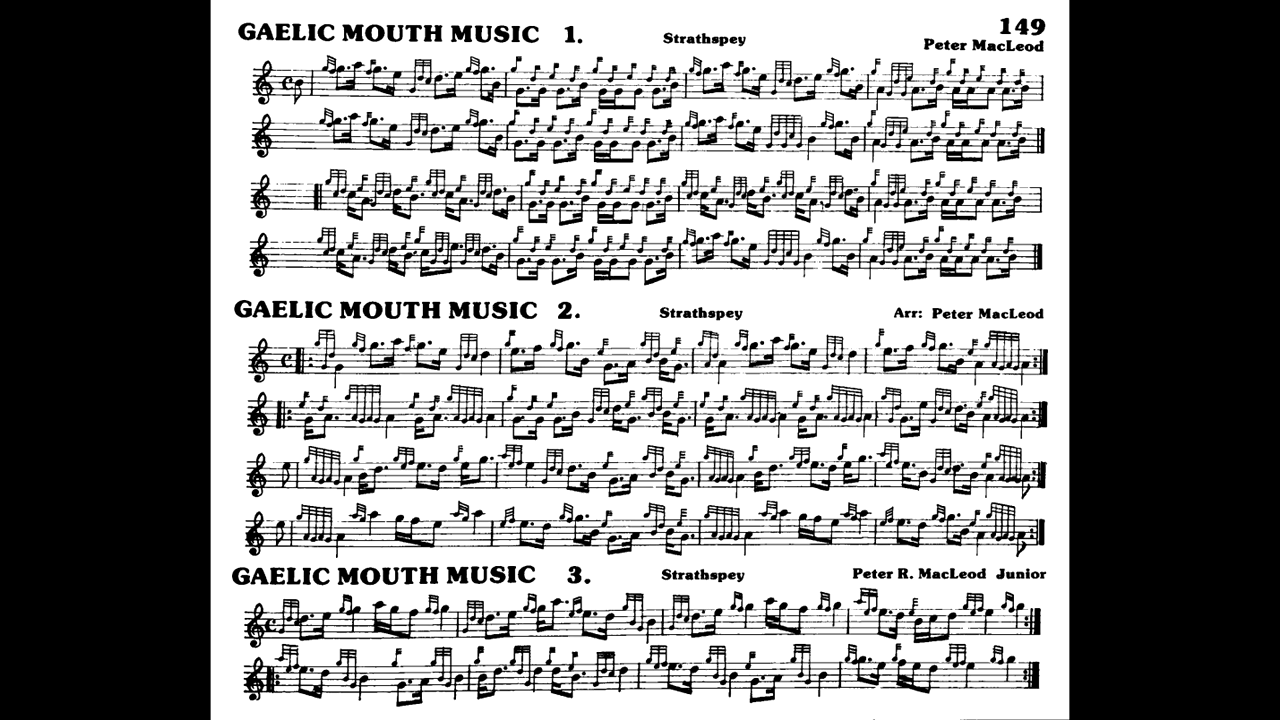 149
GAELIC MOUTH MUSIC 1. Strathspey Peter MacLeod
GAELIC MOUTH MUSIC 2. Strathspey Arr: Peter MacLeod
GAELIC MOUTH MUSIC 3. Strathspey Peter R. MacLeod Junior